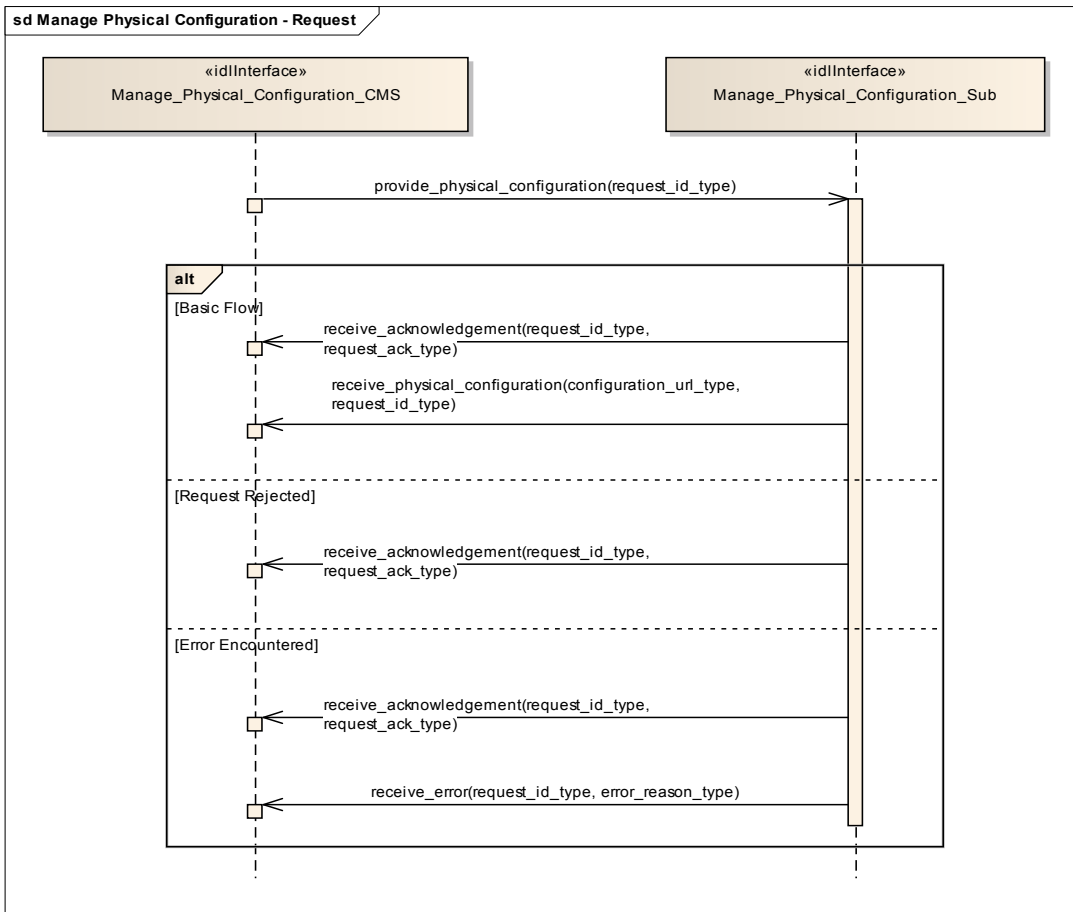 sd Manage Physical Configuration - Request
«idlInterface»
Manage_Physical_Configuration_CMS
«idlInterface»
Manage_Physical_Configuration_Sub
provide_physical_configuration(request_id_type)
alt
[Basic Flow]
receive_acknowledgement(request_id_type,
request_ack_type)
receive_physical_configuration(configuration_url_type,
request_id_type)
[Request Rejected]
receive_acknowledgement(request_id_type,
request_ack_type)
[Error Encountered]
receive_acknowledgement(request_id_type,
request_ack_type)
receive_error(request_id_type, error_reason_type)